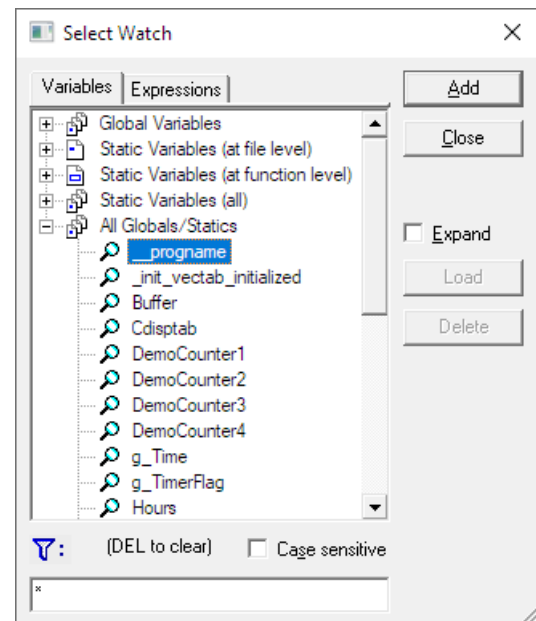 Select Watch
Variables Expressions
Global Variables
Static Variables (at file level)
Static Variables (at function level)
Static Variables (all)
All Globals/Statics
__progname
_init_vectab_initialized
Buffer
Cdisptab
DemoCounter1
DemoCounter2
DemoCounter3
DemoCounter4
g_Time
g_TimerFlag
Hours
(DEL to clear)
Case sensitive
*
Add
Close
Expand
Load
Delete